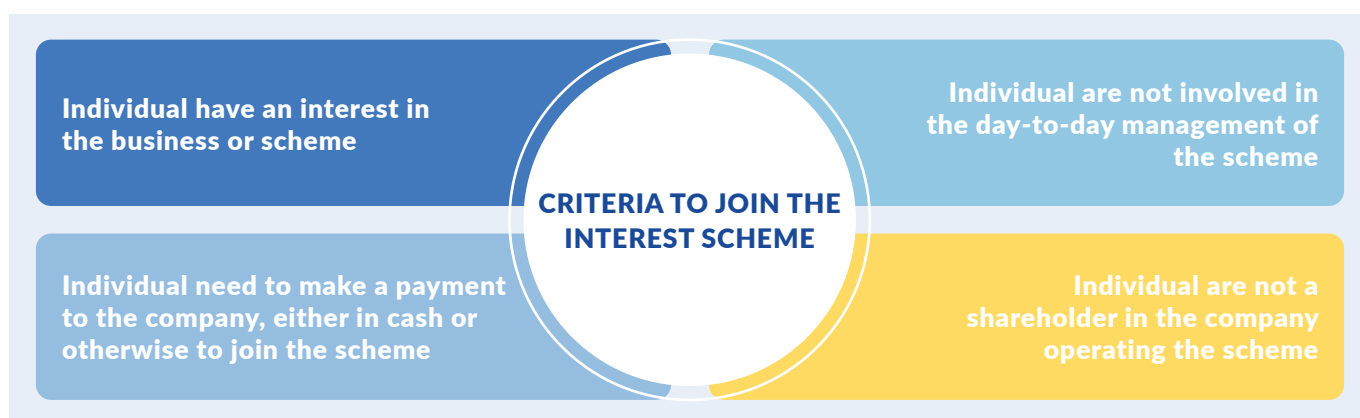 Individual have an interest in
the business or scheme
Individual are not involved in
the day-to-day management of
the scheme
CRITERIA TO JOIN THE
INTEREST SCHEME
Individual need to make a payment
to the company, either in cash or
otherwise to join the scheme
Individual are not a
shareholder in the company
operating the scheme